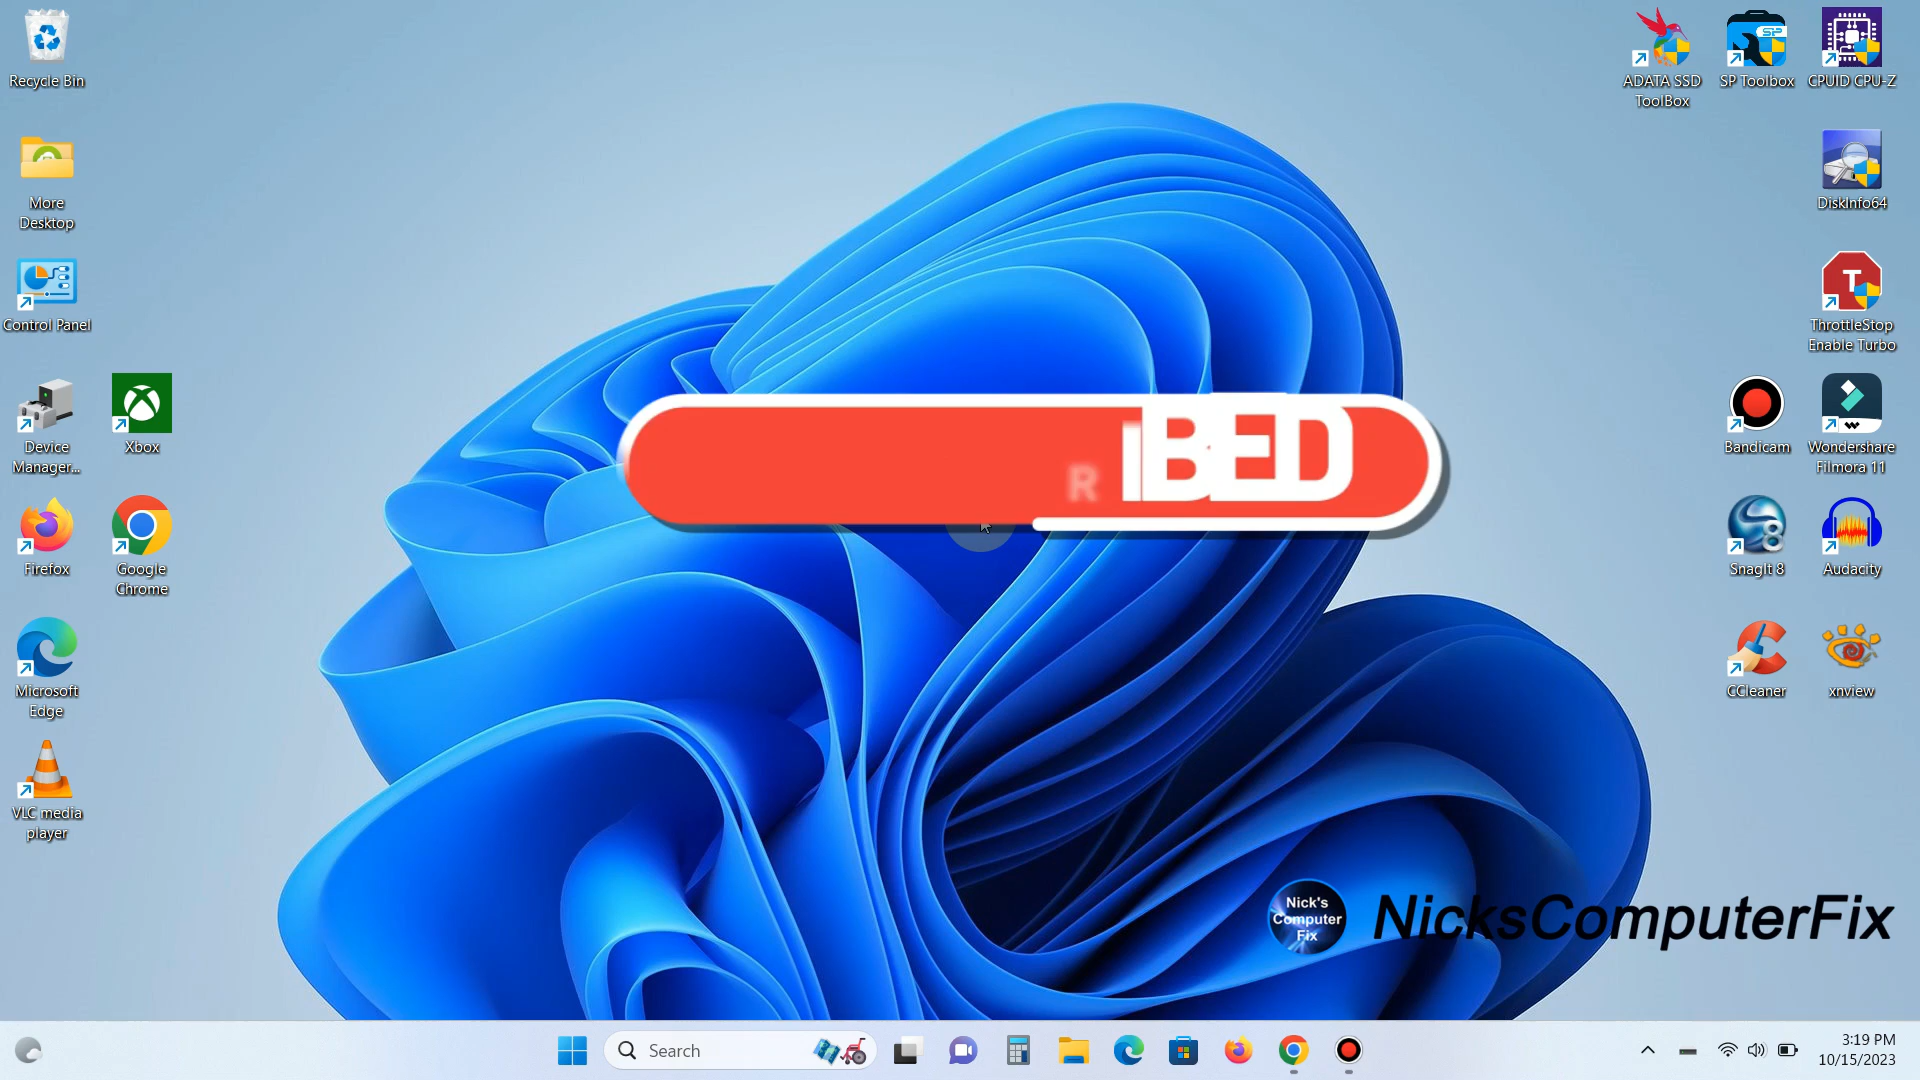 Recycle Bin
More
Desktop
Control Panel
Device
Manager...
Xbox
Firefox
Google
Chrome
Microsoft
Edge
VLC media
player
ADATA SSD
ToolBox
SP Toolbox
CPUID CPU-Z
DiskInfo64
ThrottleStop
Enable Turbo
Bandicam
Wondershare
Filmora 11
SnagIt 8
Audacity
CCleaner
xnview
R IBED
Nick's
Computer
Fix
NicksComputerFix
Search
3:19 PM
10/15/2023